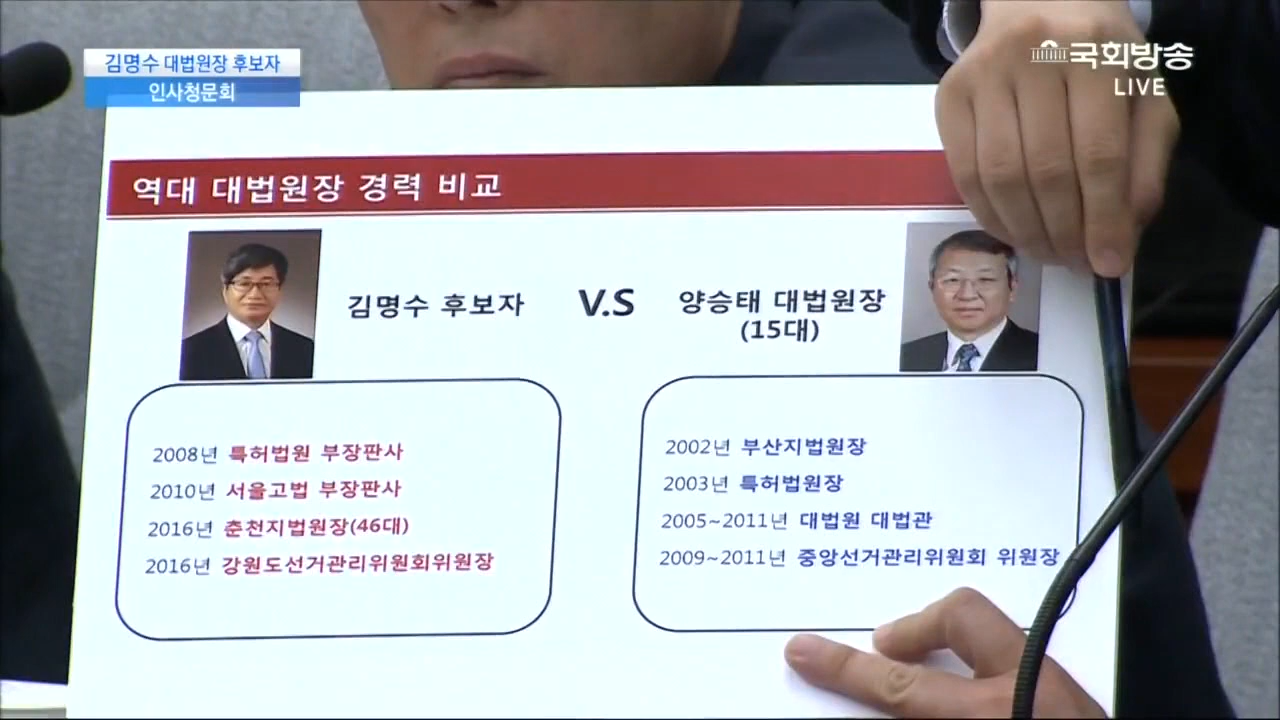 김명수 대법원장 후보자
인사청문회
국회방송
LIVE
역대 대법원장 경력 비교
김명수 후보자
V.S
양승태 대법원장
(15대)
2008년 특허법원 부장판사
2010년 서울고법 부장판사
2016년 춘천지법원장(46대)
2016년 강원도선거관리위원회위원장
2002년 부산지법원장
2003년 특허법원장
2005~2011년 대법원 대법관
2009~2011년 중앙선거관리위원회 위원장